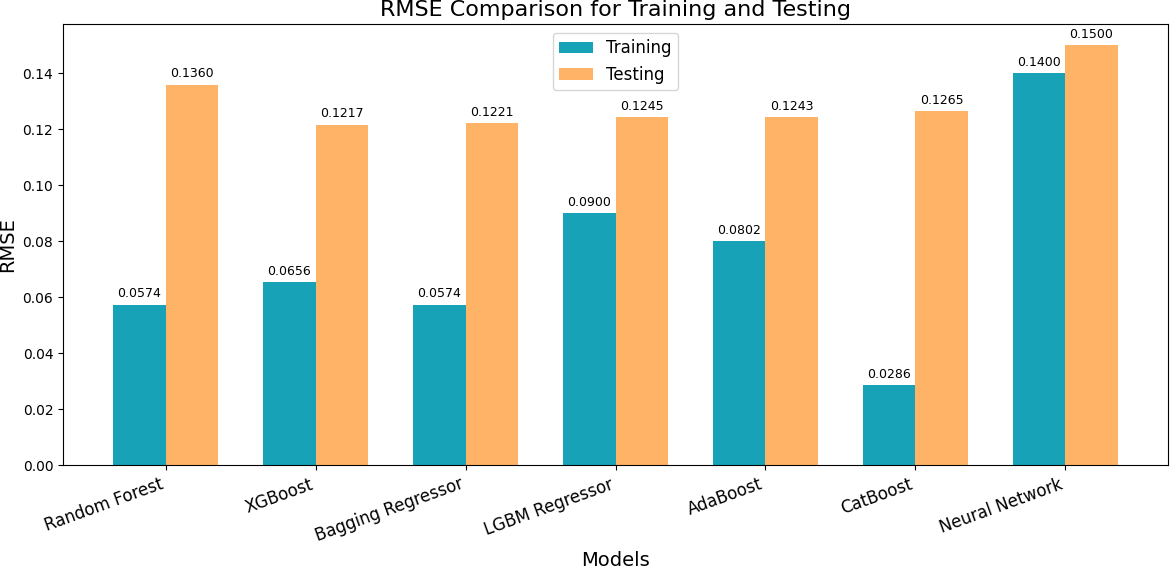 RMSE Comparison for Training and Testing
Training
Testing
RMSE
0.14
0.12
0.10
0.08
0.06
0.04
0.02
0.00
0.0574
0.1360
0.0656
0.1217
0.0574
0.1221
0.0900
0.1245
0.0802
0.1243
0.0286
0.1265
0.1400
0.1500
Random Forest
XGBoost
Bagging Regressor
LGBM Regressor
AdaBoost
CatBoost
Neural Network
Models